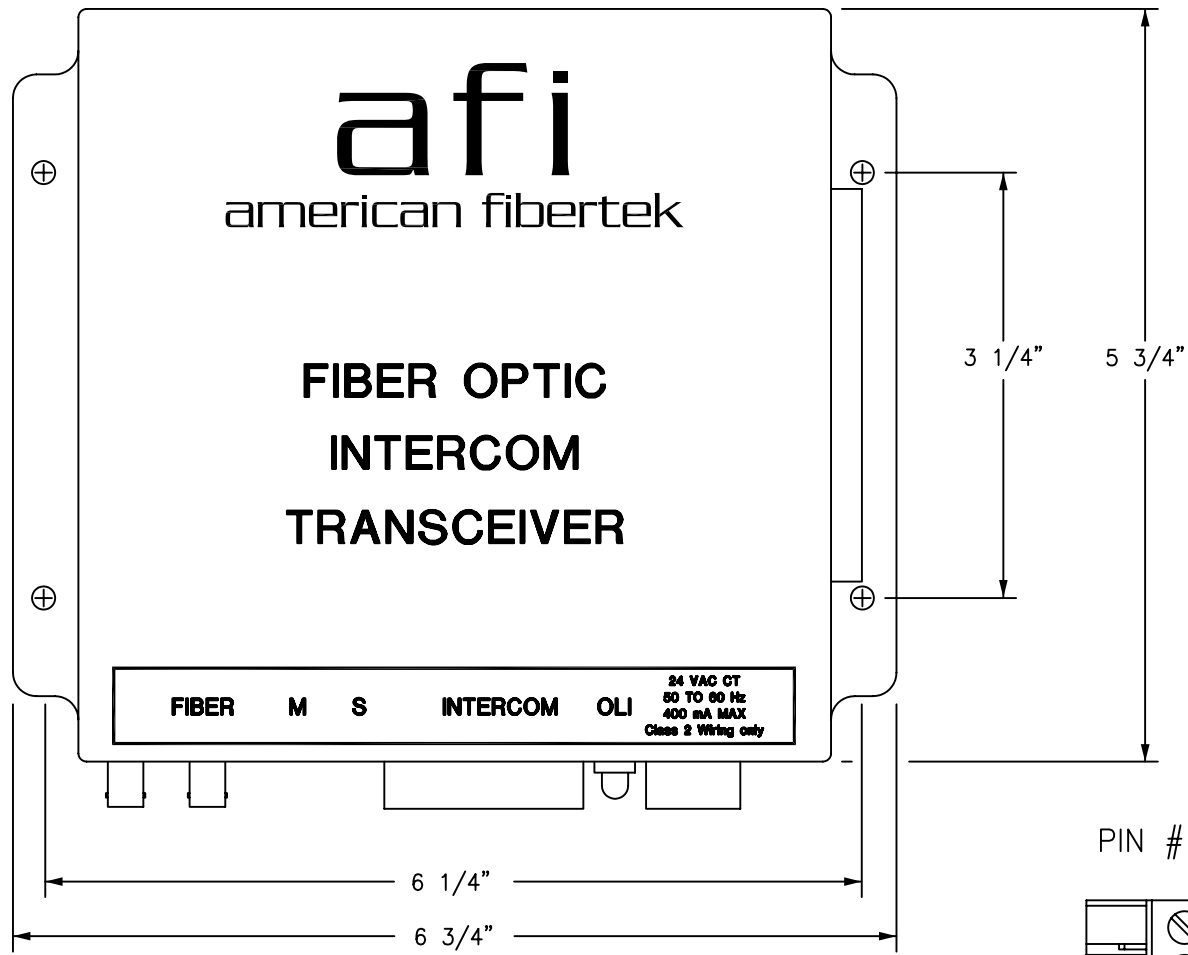 afi
american fibertek
FIBER OPTIC
INTERCOM
TRANSCEIVER
3 1/4”
5 3/4”
FIBER M S INTERCOM OLI
24 VAC CT
50 TO 60 Hz
400 mA MAX
Class 2 Wiring only
PIN #
6 1/4”
6 3/4”